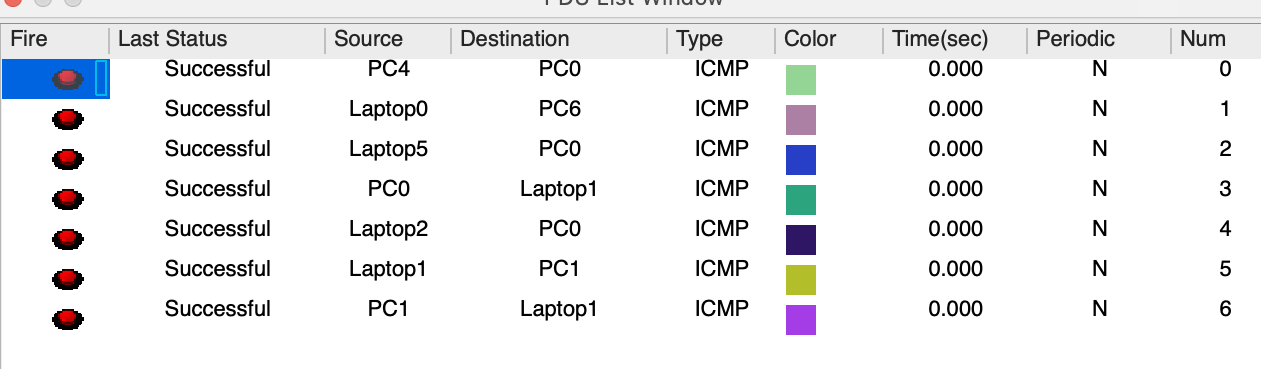 PDU List Window
Fire Last Status Source Destination Type Color Time(sec) Periodic Num
Successful PC4 PC0 ICMP 0.000 N 0
Successful Laptop0 PC6 ICMP 0.000 N 1
Successful Laptop5 PC0 ICMP 0.000 N 2
Successful PC0 Laptop1 ICMP 0.000 N 3
Successful Laptop2 PC0 ICMP 0.000 N 4
Successful Laptop1 PC1 ICMP 0.000 N 5
Successful PC1 Laptop1 ICMP 0.000 N 6